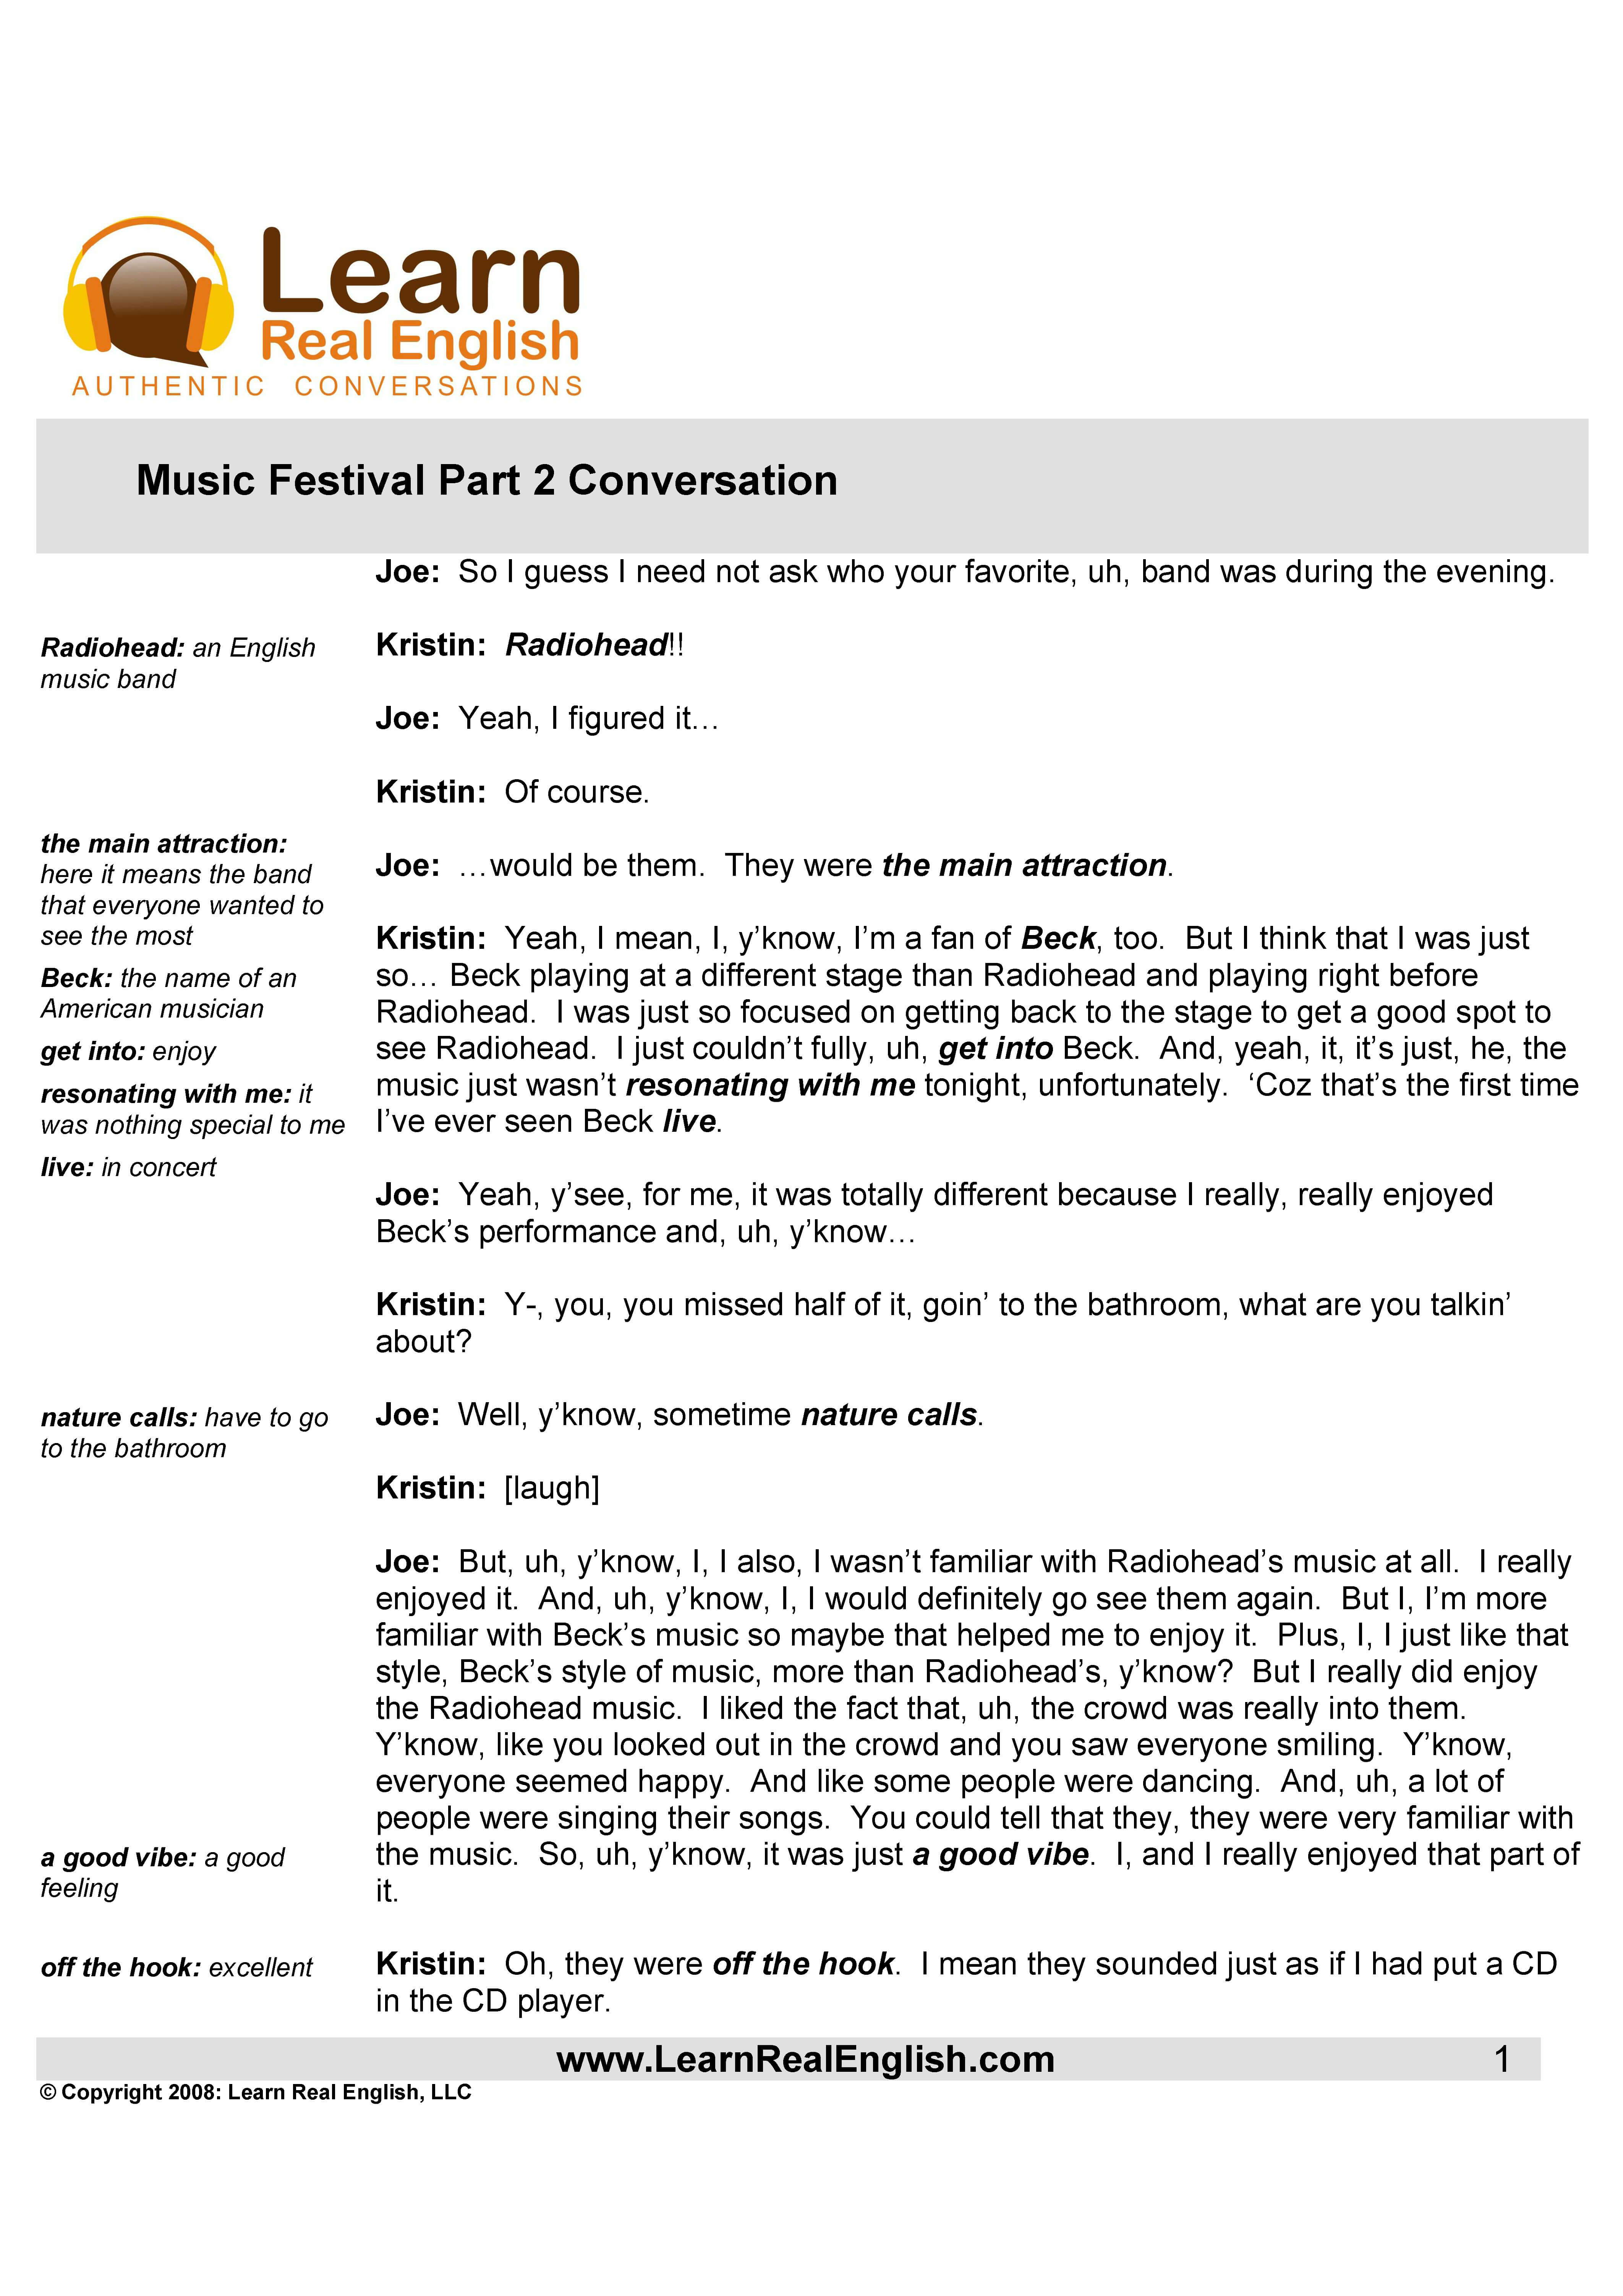 Learn
Real English
AUTHENTIC CONVERSATIONS
Music Festival Part 2 Conversation
Joe: So I guess I need not ask who your favorite, uh, band was during the evening.
Radiohead: an English
music band
Kristin: Radiohead!!
Joe: Yeah, I figured it…
Kristin: Of course.
the main attraction:
here it means the band
that everyone wanted to
see the most
Joe: …would be them. They were the main attraction.
Beck: the name of an
American musician
get into: enjoy
resonating with me: it
was nothing special to me
live: in concert
Kristin: Yeah, I mean, I, y’know, I’m a fan of Beck, too. But I think that I was just
so… Beck playing at a different stage than Radiohead and playing right before
Radiohead. I was just so focused on getting back to the stage to get a good spot to
see Radiohead. I just couldn’t fully, uh, get into Beck. And, yeah, it, it’s just, he, the
music just wasn’t resonating with me tonight, unfortunately. ‘Coz that’s the first time
I’ve ever seen Beck live.
Joe: Yeah, y’see, for me, it was totally different because I really, really enjoyed
Beck’s performance and, uh, y’know…
Kristin: Y-, you, you missed half of it, goin’ to the bathroom, what are you talkin’
about?
nature calls: have to go
to the bathroom
Joe: Well, y’know, sometime nature calls.
Kristin: [laugh]
Joe: But, uh, y’know, I, I also, I wasn’t familiar with Radiohead’s music at all. I really
enjoyed it. And, uh, y’know, I, I would definitely go see them again. But I, I’m more
familiar with Beck’s music so maybe that helped me to enjoy it. Plus, I, I just like that
style, Beck’s style of music, more than Radiohead’s, y’know? But I really did enjoy
the Radiohead music. I liked the fact that, uh, the crowd was really into them.
Y’know, like you looked out in the crowd and you saw everyone smiling. Y’know,
everyone seemed happy. And like some people were dancing. And, uh, a lot of
people were singing their songs. You could tell that they, they were very familiar with
the music. So, uh, y’know, it was just a good vibe. I, and I really enjoyed that part of
it.
a good vibe: a good
feeling
off the hook: excellent
Kristin: Oh, they were off the hook. I mean they sounded just as if I had put a CD
in the CD player.
www.LearnRealEnglish.com 1
© Copyright 2008: Learn Real English, LLC